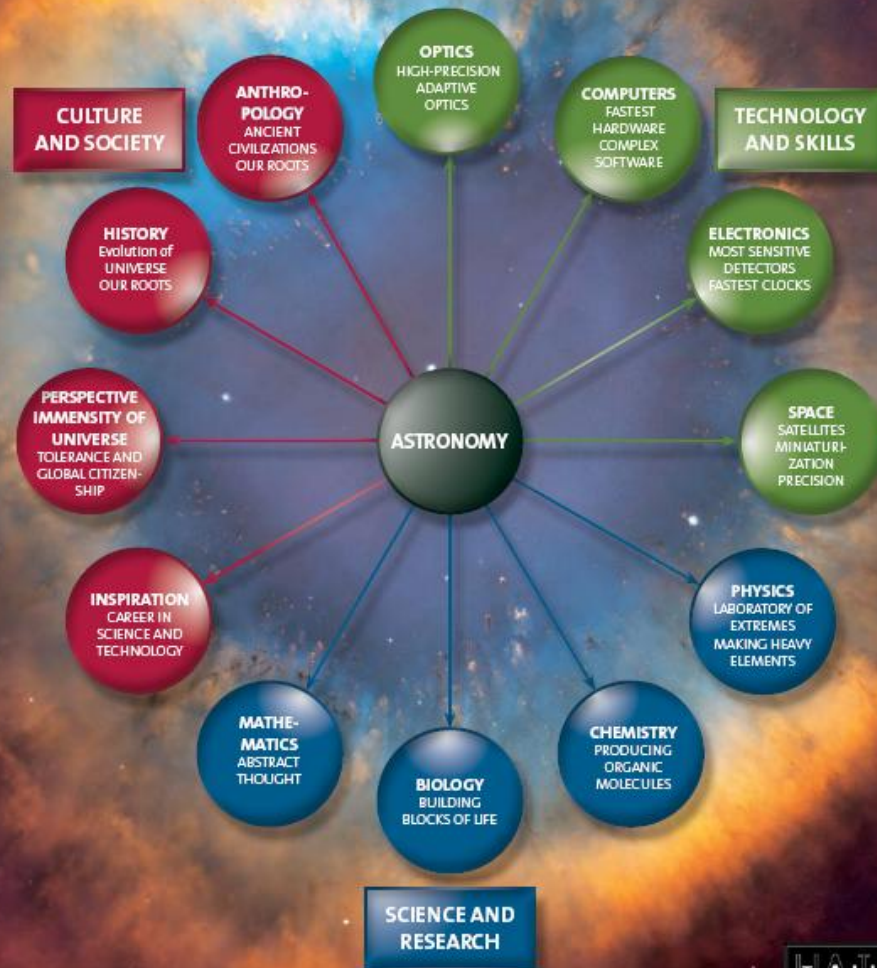 OPTICS
HIGH-PRECISION
ADAPTIVE
OPTICS
ANTHRO-
POLOGY
ANCIENT
CIVILIZATIONS
OUR ROOTS
COMPUTERS
FASTEST
HARDWARE
COMPLEX
SOFTWARE
CULTURE
AND SOCIETY
TECHNOLOGY
AND SKILLS
HISTORY
Evolution of
UNIVERSE
OUR ROOTS
ELECTRONICS
MOST SENSITIVE
DETECTORS
FASTEST CLOCKS
PERSPECTIVE
IMMENSITY OF
UNIVERSE
TOLERANCE AND
GLOBAL CITIZEN-
SHIP
ASTRONOMY
SPACE
SATELLITES
MINIATURI-
ZATION
PRECISION
INSPIRATION
CAREER IN
SCIENCE AND
TECHNOLOGY
PHYSICS
LABORATORY OF
EXTREMES
MAKING HEAVY
ELEMENTS
MATHE-
MATICS
ABSTRACT
THOUGHT
BIOLOGY
BUILDING
BLOCKS OF LIFE
CHEMISTRY
PRODUCING
ORGANIC
MOLECULES
SCIENCE AND
RESEARCH